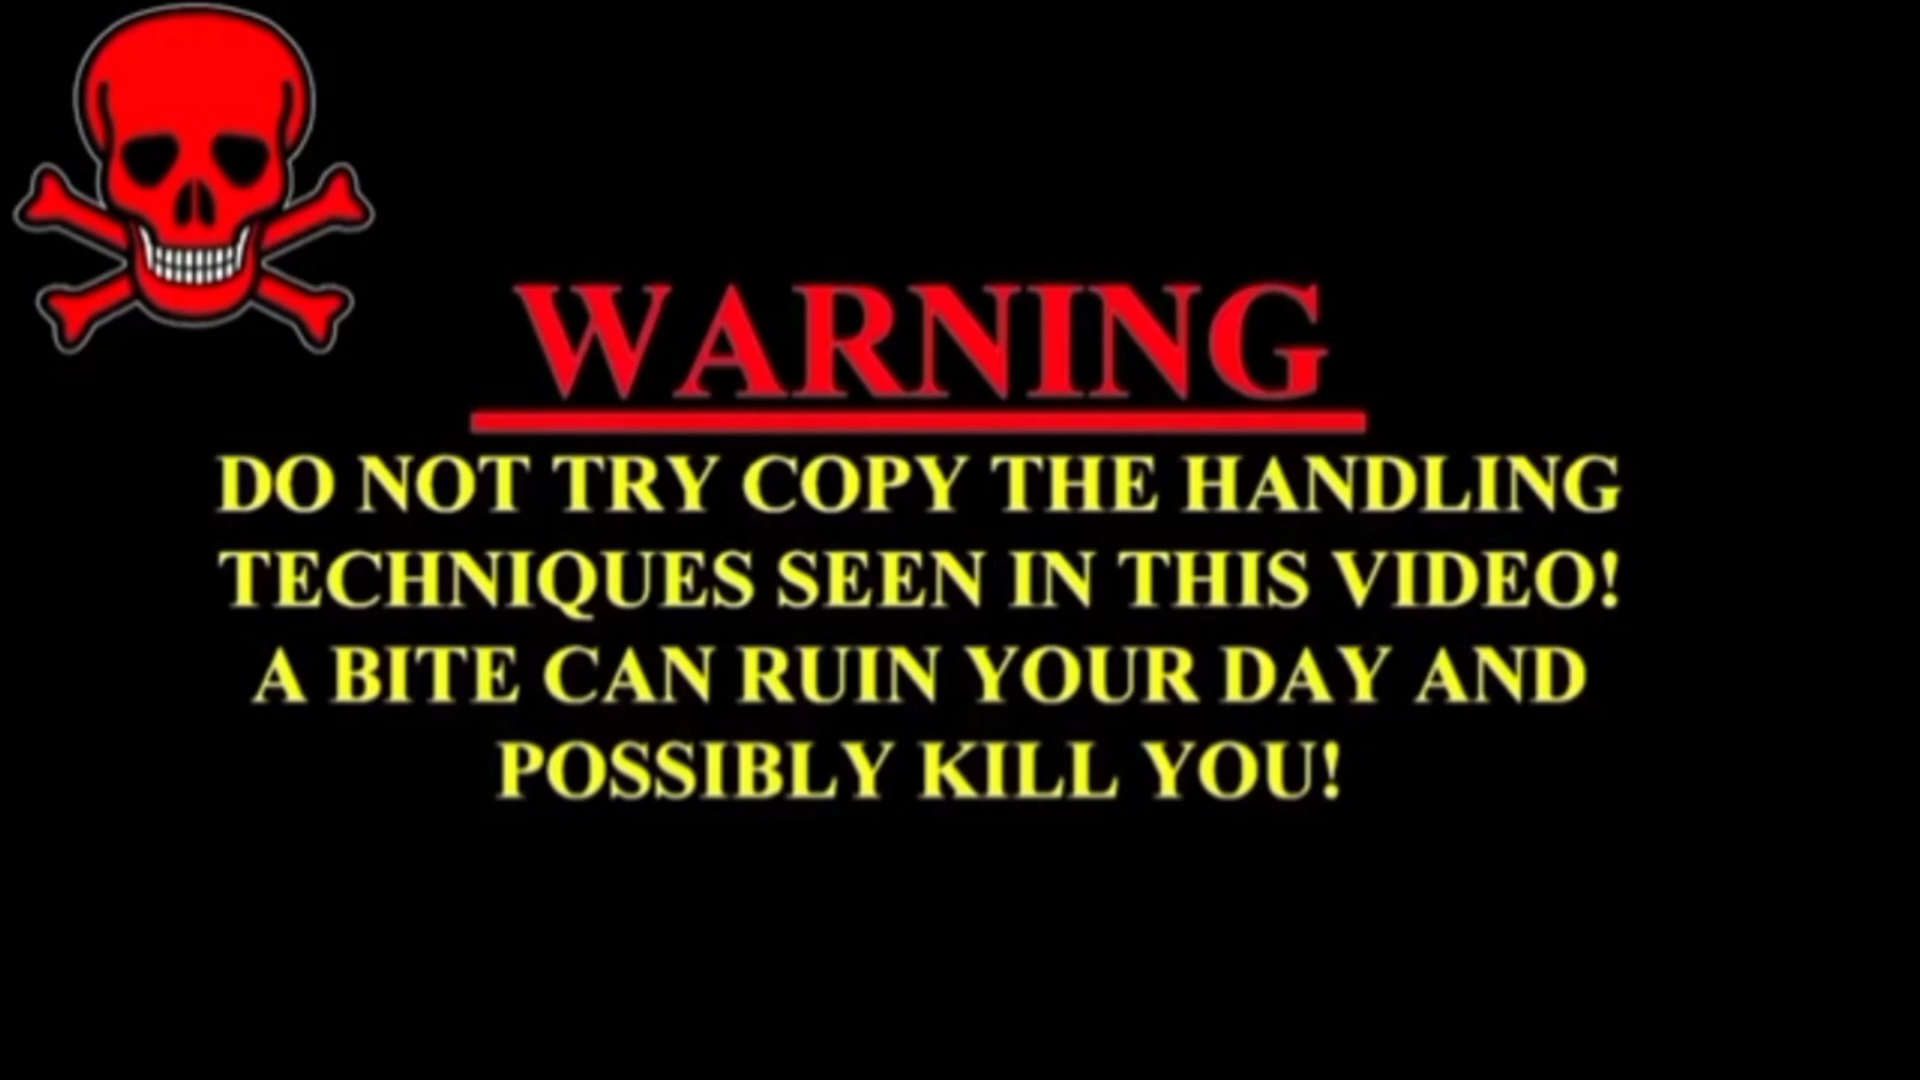 WARNING
DO NOT TRY COPY THE HANDLING
TECHNIQUES SEEN IN THIS VIDEO!
A BITE CAN RUIN YOUR DAY AND
POSSIBLY KILL YOU!